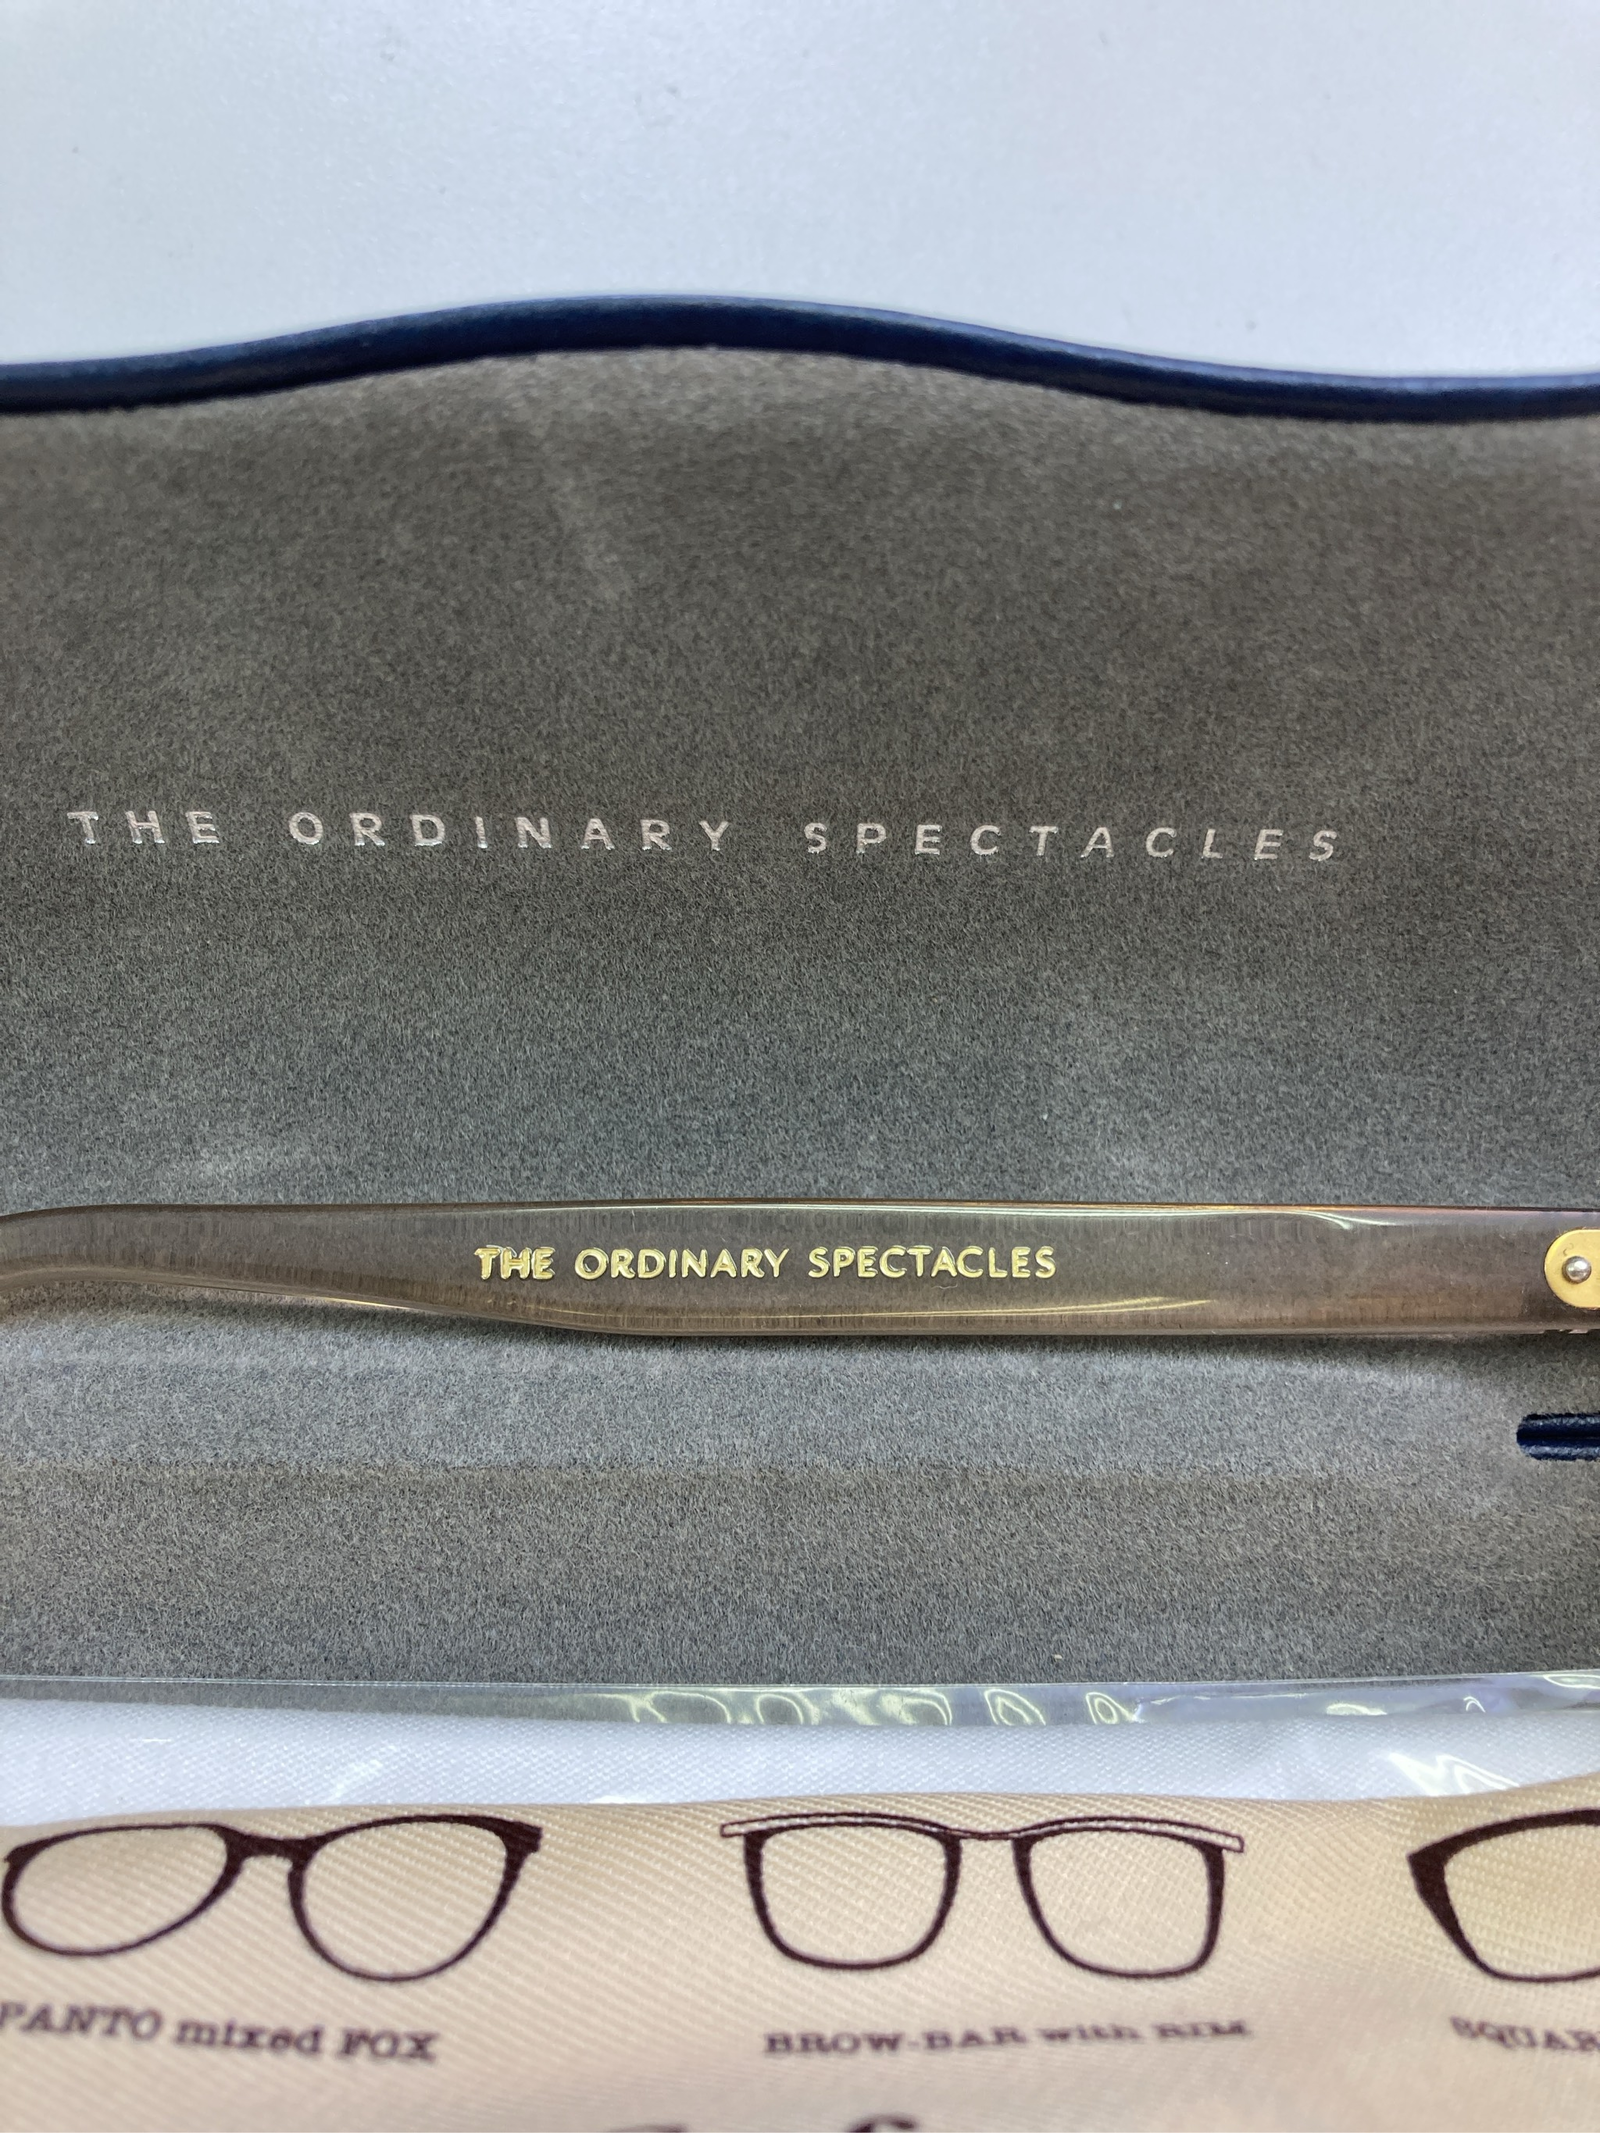 THE ORDINARY SPECTACLES
THE ORDINARY SPECTACLES
PANTO mixed FOX
BROW-BAR with RIM